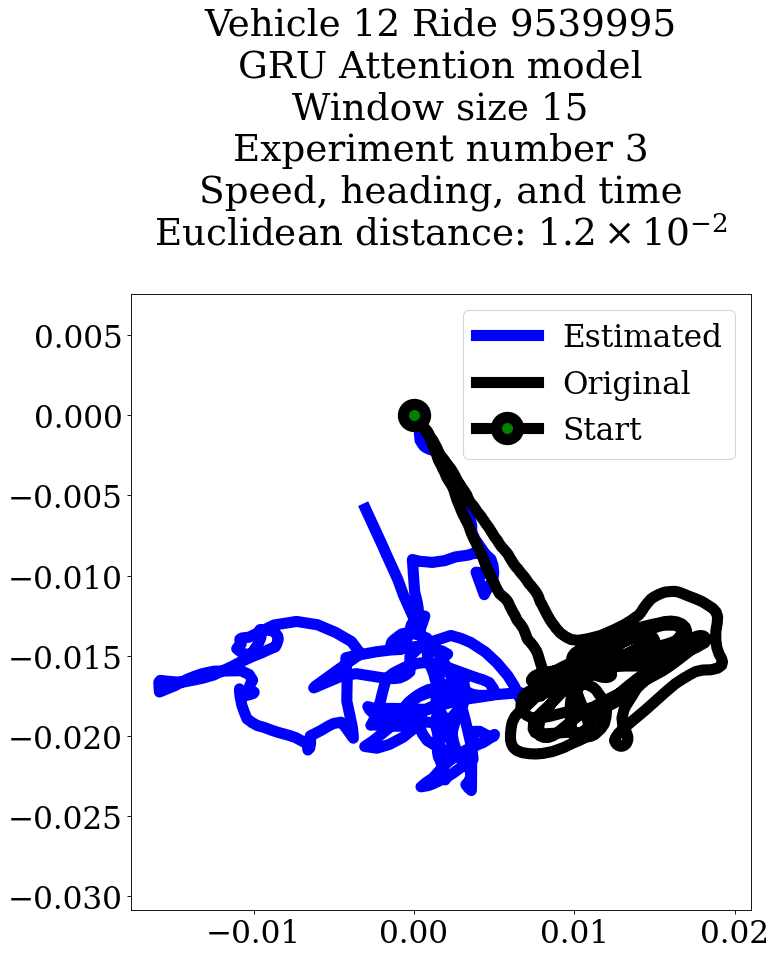 Vehicle 12 Ride 9539995
GRU Attention model
Window size 15
Experiment number 3
Speed, heading, and time
Euclidean distance: 1.2 × 10⁻²
Estimated
Original
Start
0.005
0.000
−0.005
−0.010
−0.015
−0.020
−0.025
−0.030
−0.01
0.00
0.01
0.02